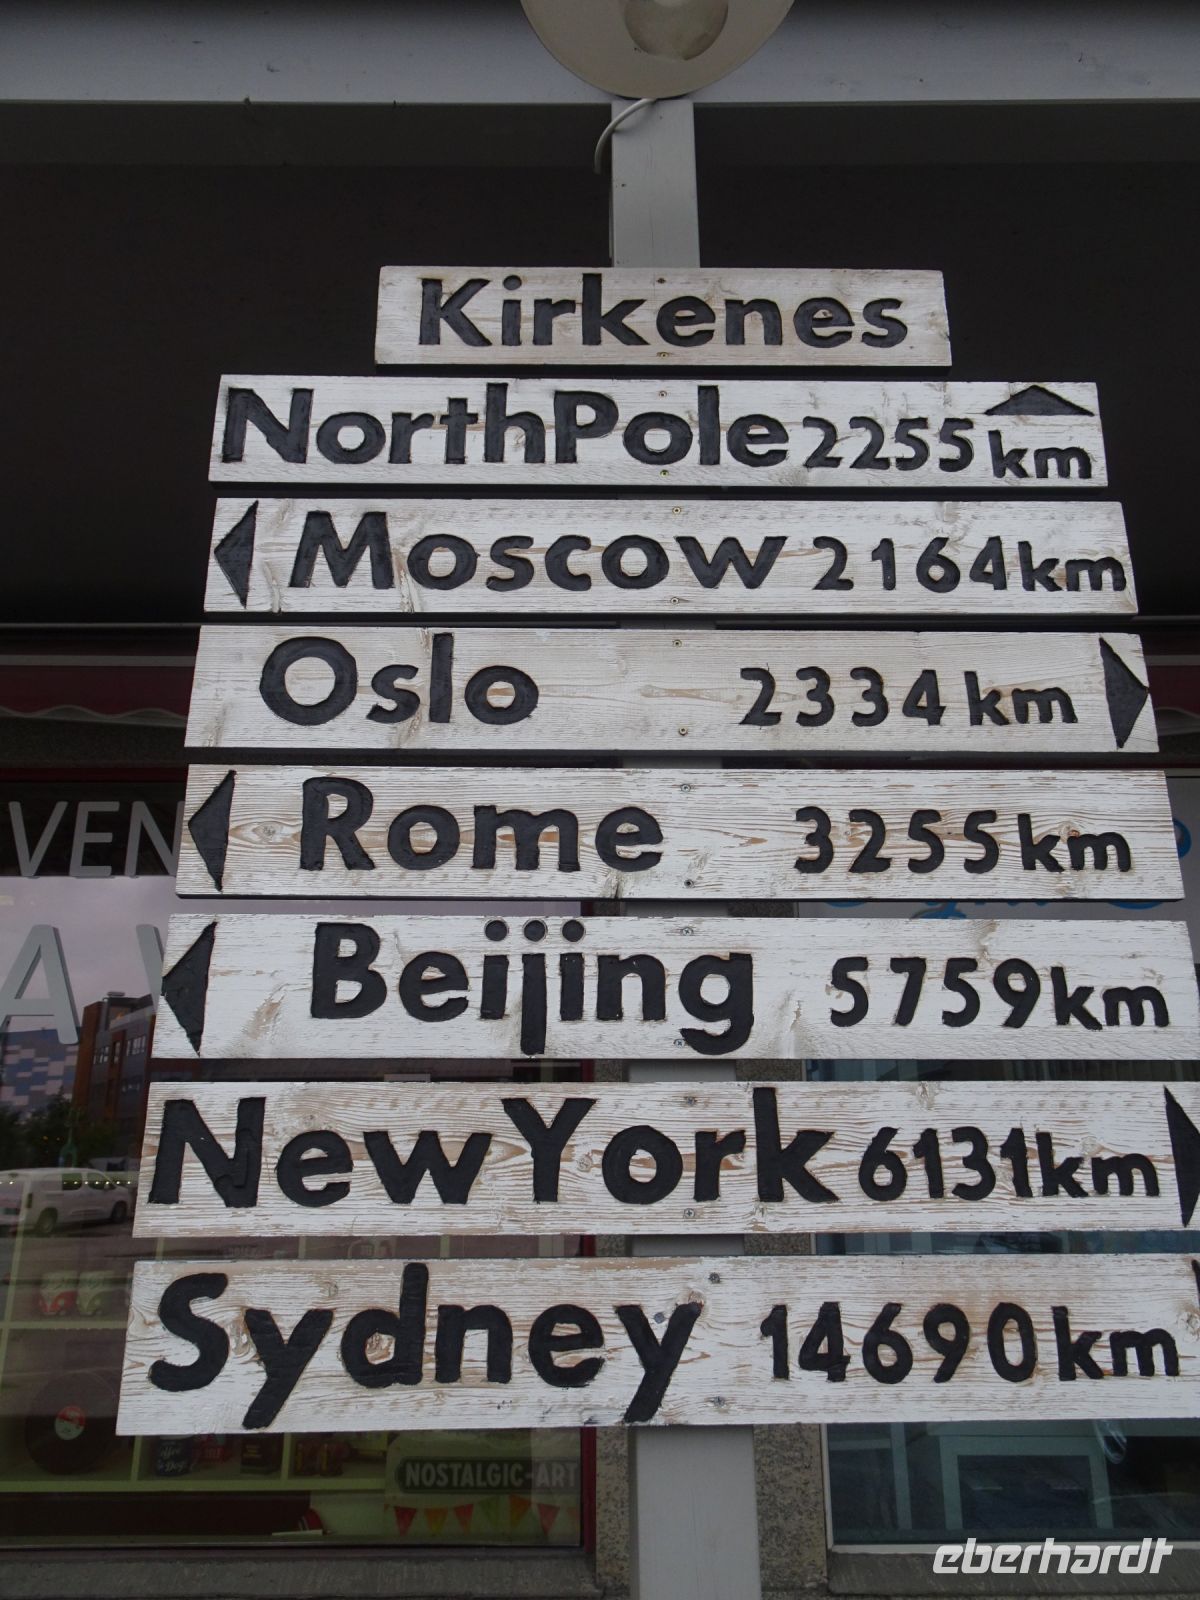 Kirkenes
NorthPole 2255 km
Moscow 2164 km
Oslo 2334 km
Rome 3255 km
Beijing 5759 km
NewYork 6131 km
Sydney 14690 km
VEN
NOSTALGIC-ART
eberhardt